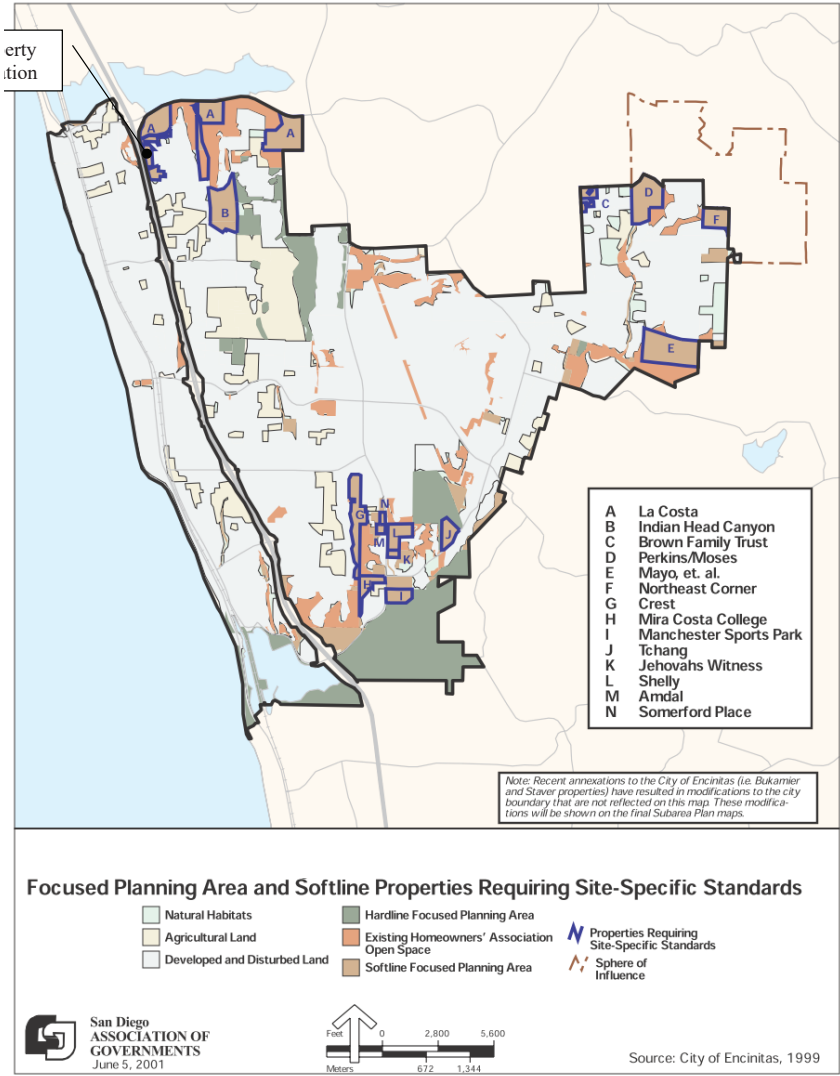 erty
ation
A
A
A
B
C
D
F
E
G
N
L
M
K
J
H
I
A La Costa
B Indian Head Canyon
C Brown Family Trust
D Perkins/Moses
E Mayo, et. al.
F Northeast Corner
G Crest
H Mira Costa College
I Manchester Sports Park
J Tchang
K Jehovahs Witness
L Shelly
M Amdal
N Somerford Place
Note: Recent annexations to the City of Encinitas (i.e. Bukamier
and Staver properties) have resulted in modifications to the city
boundary that are not reflected on this map. These modifica-
tions will be shown on the final Subarea Plan maps.
Focused Planning Area and Softline Properties Requiring Site-Specific Standards
Natural Habitats
Agricultural Land
Developed and Disturbed Land
Hardline Focused Planning Area
Existing Homeowners' Association
Open Space
Softline Focused Planning Area
Properties Requiring
Site-Specific Standards
Sphere of
Influence
San Diego
ASSOCIATION OF
GOVERNMENTS
June 5, 2001
Feet 0 2,800 5,600
Meters 672 1,344
Source: City of Encinitas, 1999